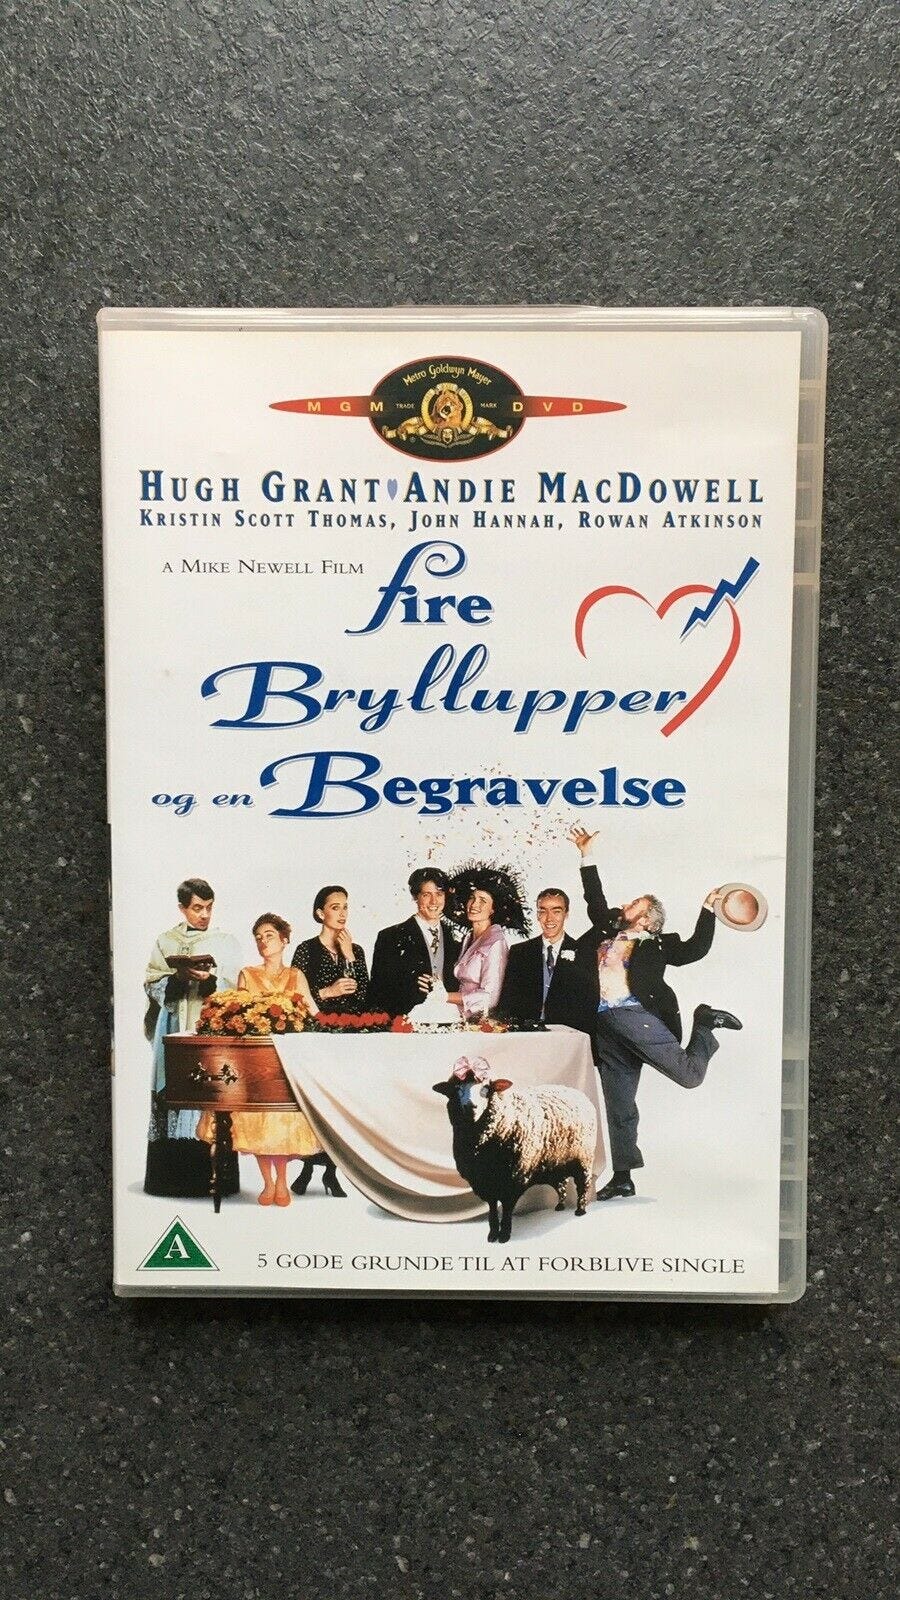 Metro Goldwyn Mayer
MGM TRADE MARK DVD
HUGH GRANT ANDIE MACDOWELL
KRISTIN SCOTT THOMAS, JOHN HANNAH, ROWAN ATKINSON
A MIKE NEWELL FILM
fire
Bryllupper
og en Begravelse
A
5 GODE GRUNDE TIL AT FORBLIVE SINGLE